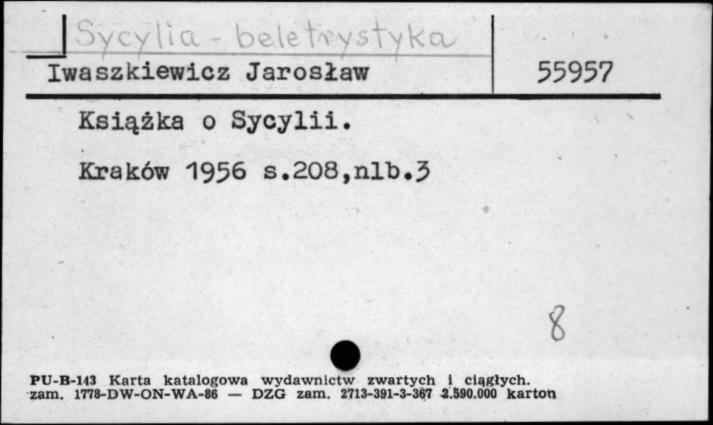 Sycylia - beletrystyka
Iwaszkiewicz Jarosław 55957
Książka o Sycylii.
Kraków 1956 s.208,nlb.3
8
PU-B-143 Karta katalogowa wydawnictw zwartych i ciągłych.
zam. 1778-DW-ON-WA-86 — DZG zam. 2713-391-3-367 2.590.000 karton